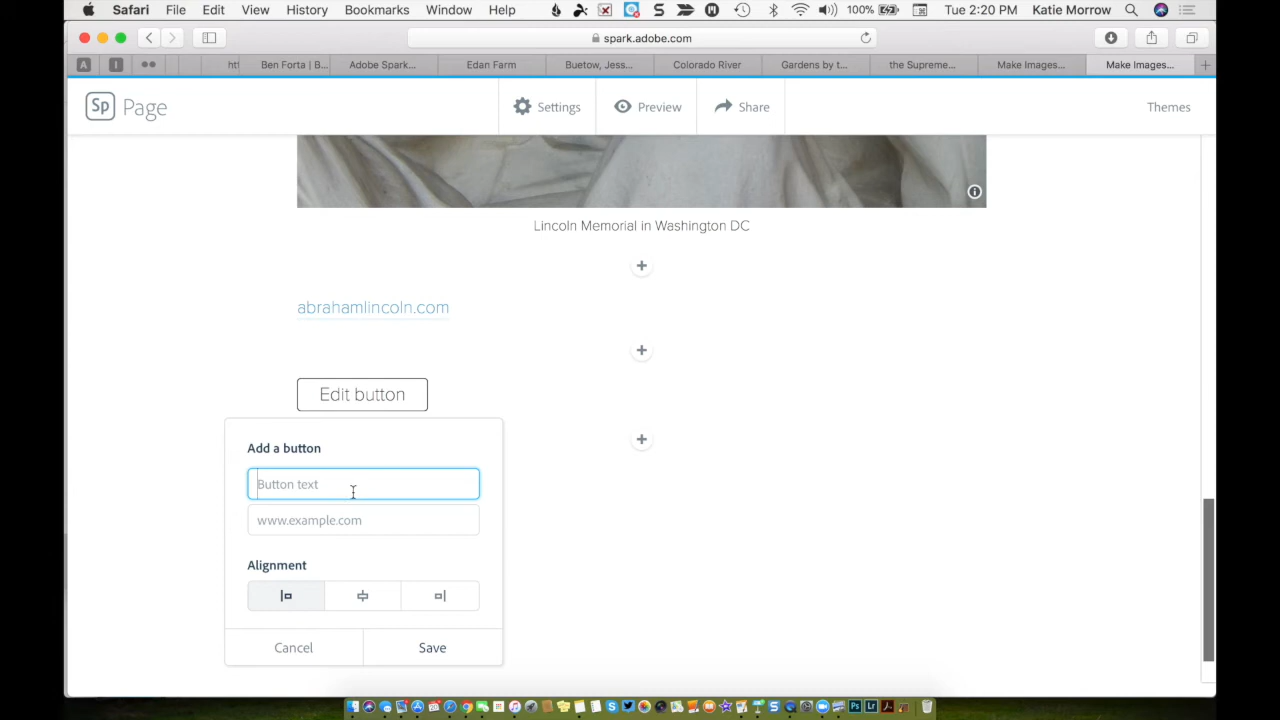 Safari File Edit View History Bookmarks Window Help 100% Tue 2:20 PM Katie Morrow
spark.adobe.com
A I Ben Forta | B... Adobe Spark... Edan Farm Buetow, Jess... Colorado River Gardens by t... the Supreme... Make Images... Make Images...
Sp Page Settings Preview Share Themes
Lincoln Memorial in Washington DC
abrahamlincoln.com
Edit button
Add a button
Button text
www.example.com
Alignment
Cancel Save